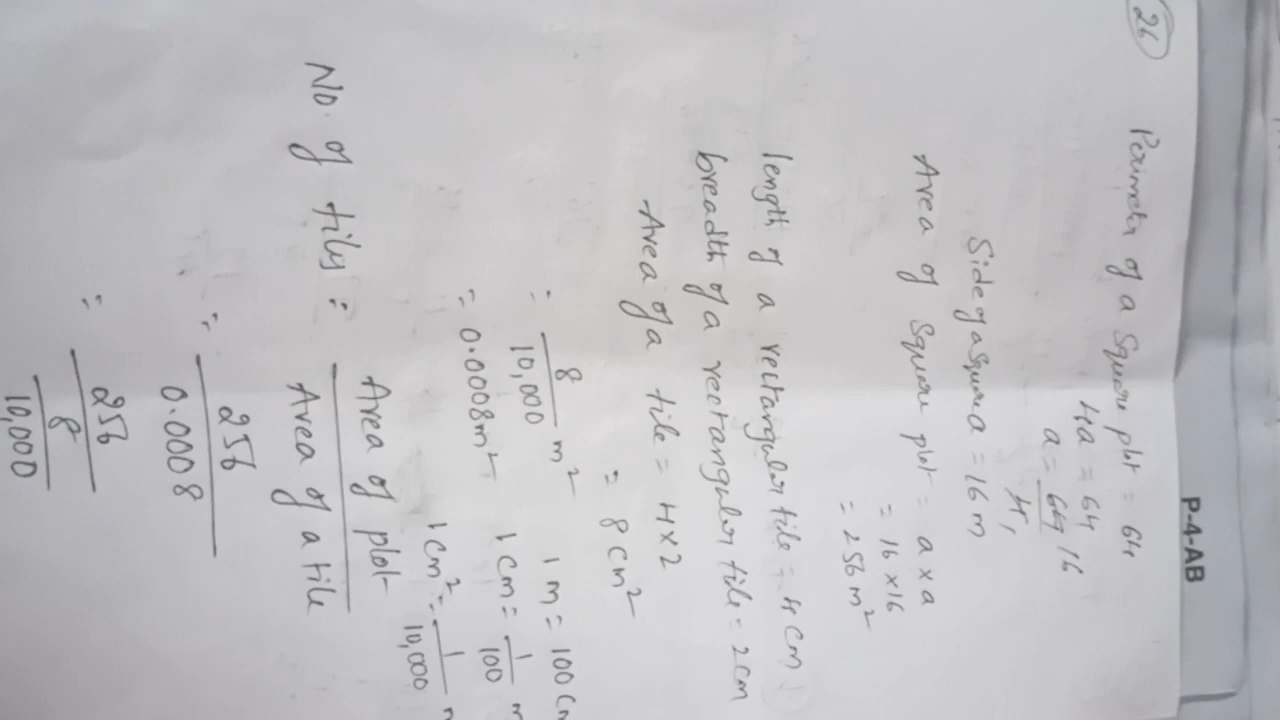 P-4-AB
26
Perimeter of a square plot = 64
4a = 64
a = 64 16
4 1
Side of a square a = 16 m
Area of square plot = a x a
= 16 x 16
= 256 m²
length of a rectangular tile = 4 cm
breadth of a rectangular tile = 2 cm
Area of a tile = 4 x 2
= 8 cm²
= 8/10,000 m²
1 m = 100 cm
= 0.0008 m²
1 cm = 1/100 m
1 cm² = 1/10,000 m
No. of tiles = Area of plot / Area of a tile
= 256 / 0.0008
= 256 / 8/10,000